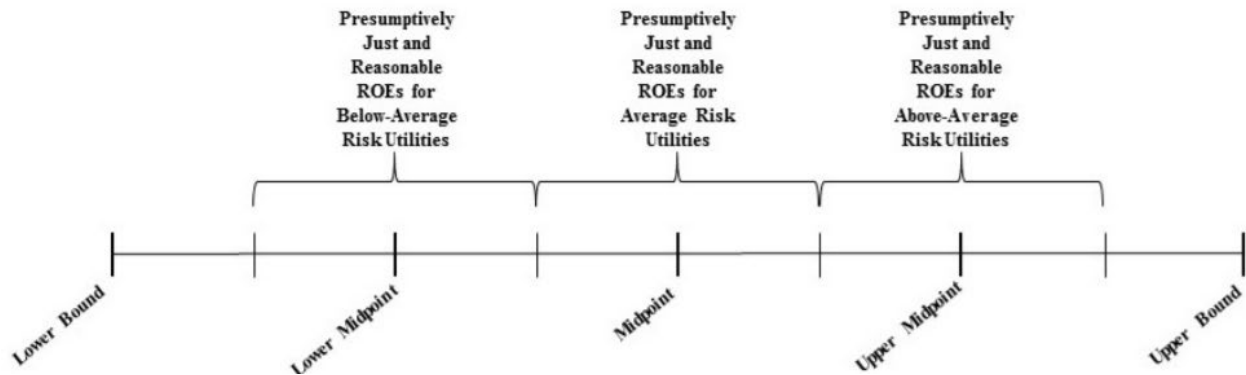 Presumptively
Just and
Reasonable
ROEs for
Below-Average
Risk Utilities
Presumptively
Just and
Reasonable
ROEs for
Average Risk
Utilities
Presumptively
Just and
Reasonable
ROEs for
Above-Average
Risk Utilities
Lower Bound
Lower Midpoint
Midpoint
Upper Midpoint
Upper Bound